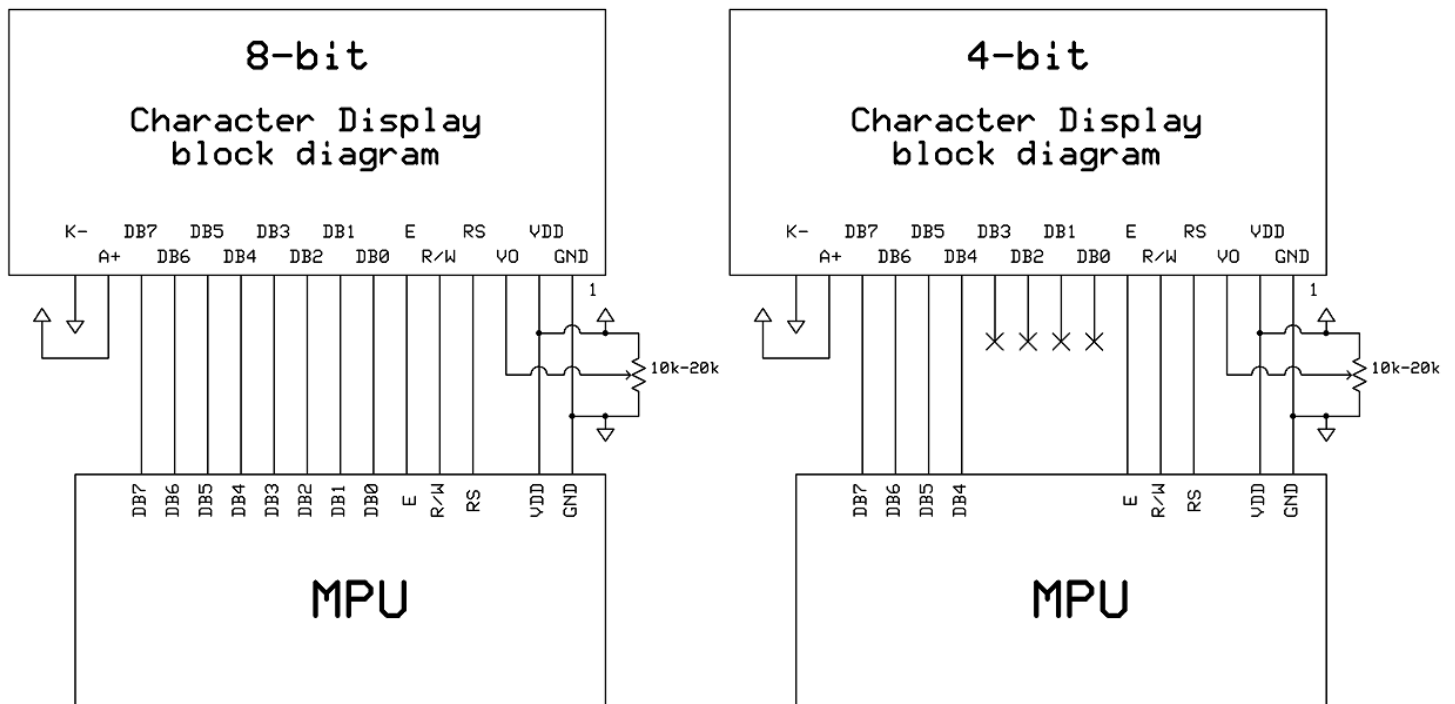 8-bit
Character Display
block diagram
K- DB7 DB5 DB3 DB1 E RS VDD
A+ DB6 DB4 DB2 DB0 R/W VO GND
1
10k-20k
DB7 DB6 DB5 DB4 DB3 DB2 DB1 DB0 E R/W RS VDD GND
MPU
4-bit
Character Display
block diagram
K- DB7 DB5 DB3 DB1 E RS VDD
A+ DB6 DB4 DB2 DB0 R/W VO GND
1
10k-20k
DB7 DB6 DB5 DB4 E R/W RS VDD GND
MPU